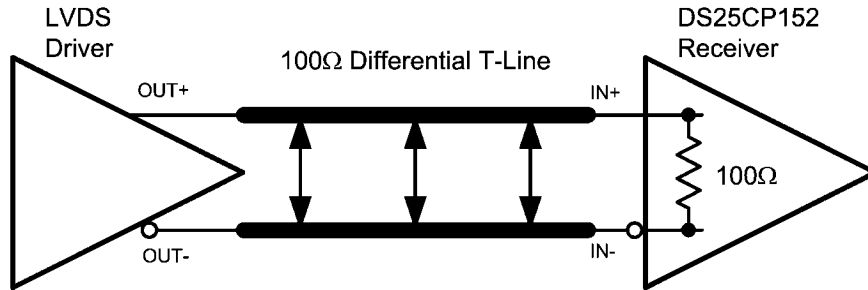 LVDS
Driver
DS25CP152
Receiver
100Ω Differential T-Line
OUT+
IN+
100Ω
OUT-
IN-